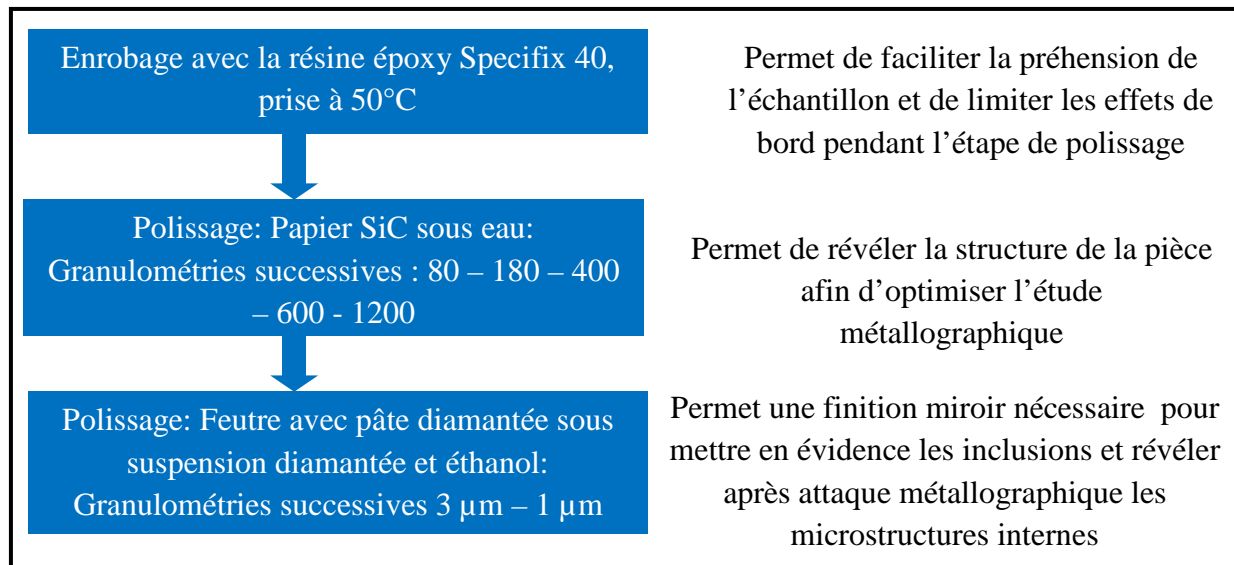 Enrobage avec la résine époxy Specifix 40,
prise à 50°C
Permet de faciliter la préhension de
l’échantillon et de limiter les effets de
bord pendant l’étape de polissage
Polissage: Papier SiC sous eau:
Granulométries successives : 80 – 180 – 400
– 600 - 1200
Permet de révéler la structure de la pièce
afin d’optimiser l’étude
métallographique
Polissage: Feutre avec pâte diamantée sous
suspension diamantée et éthanol:
Granulométries successives 3 µm – 1 µm
Permet une finition miroir nécessaire  pour
mettre en évidence les inclusions et révéler
après attaque métallographique les
microstructures internes